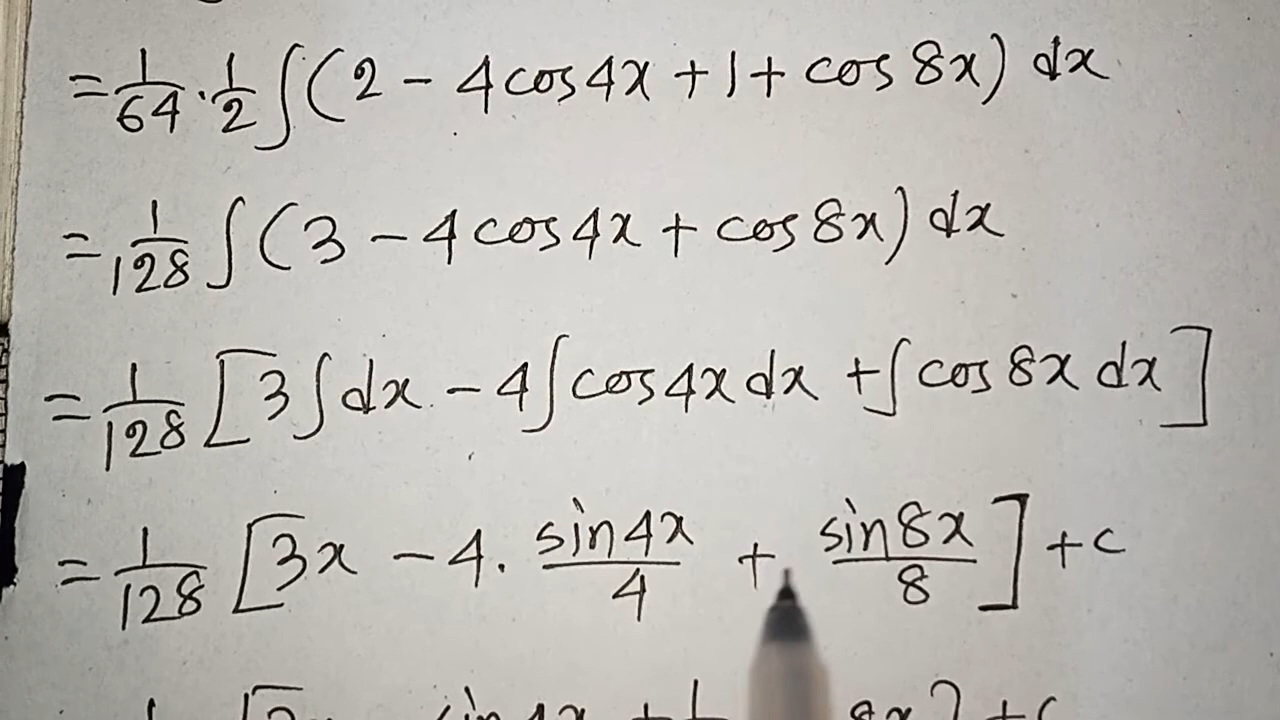 = 1/64 · 1/2 ∫ (2 - 4 cos 4x + 1 + cos 8x) dx
= 1/128 ∫ (3 - 4 cos 4x + cos 8x) dx
= 1/128 [3 ∫ dx - 4 ∫ cos 4x dx + ∫ cos 8x dx]
= 1/128 [3x - 4 · sin 4x / 4 + sin 8x / 8] + c